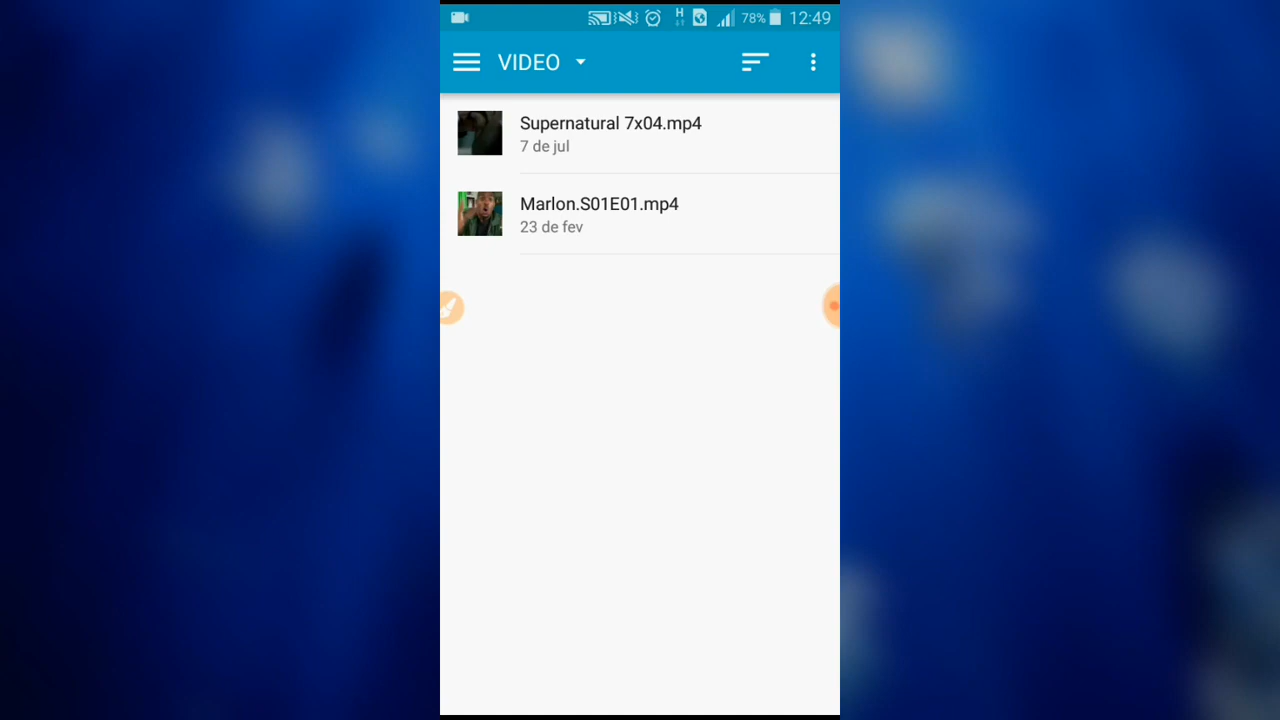 H 78% 12:49
VIDEO
Supernatural 7x04.mp4
7 de jul
Marlon.S01E01.mp4
23 de fev